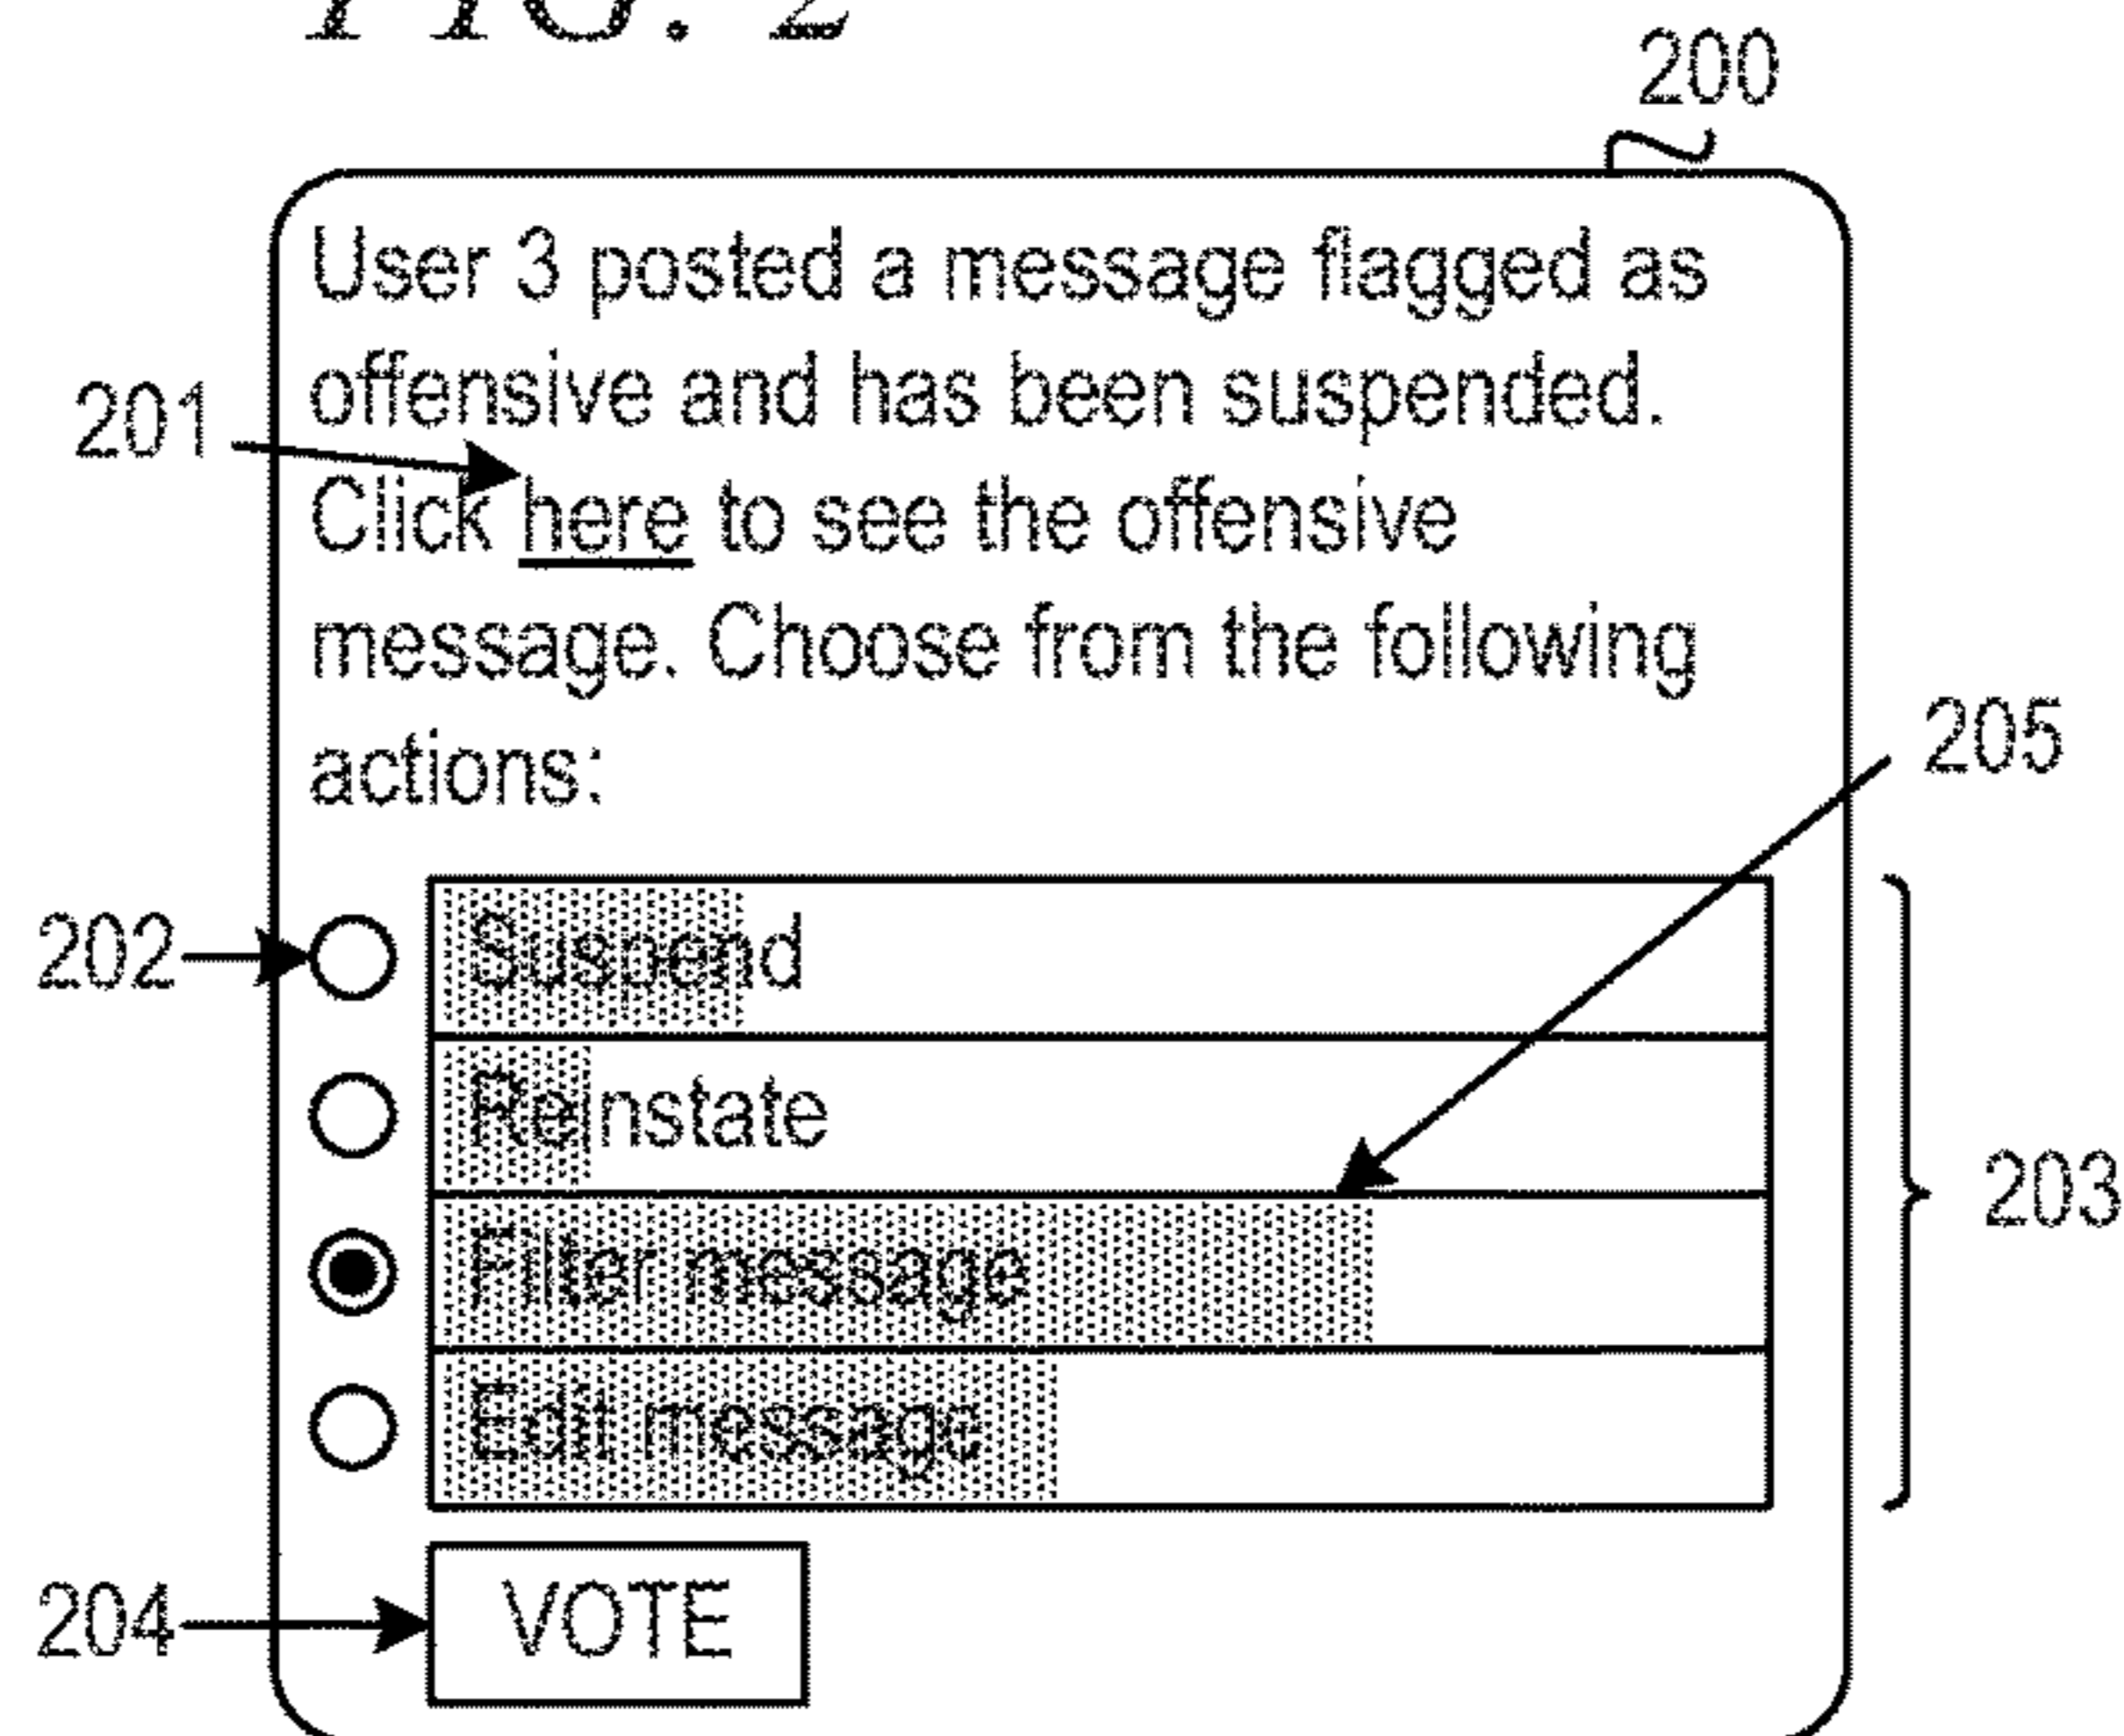 FIG. 2
200
User 3 posted a message flagged as
offensive and has been suspended.
201
Click here to see the offensive
message. Choose from the following
205
actions:
202
Suspend
Reinstate
203
Filter message
Edit message
204
VOTE